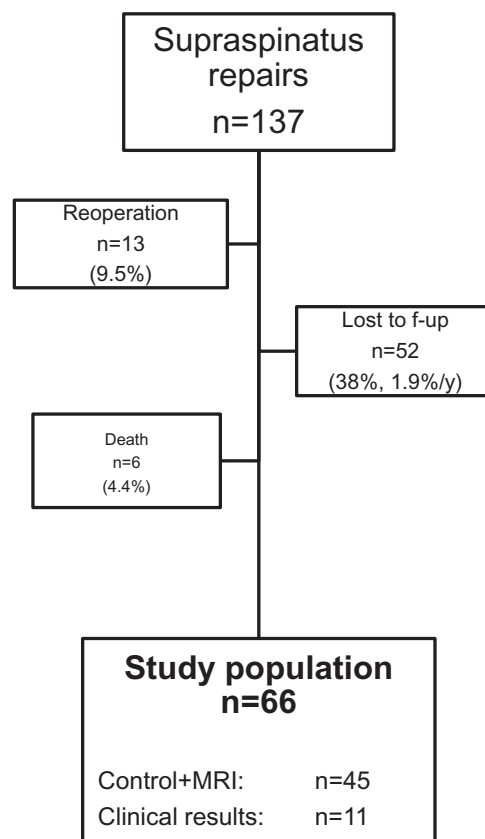 Supraspinatus
repairs
n=137
Reoperation
n=13
(9.5%)
Lost to f-up
n=52
(38%, 1.9%/y)
Death
n=6
(4.4%)
Study population
n=66
Control+MRI: n=45
Clinical results: n=11